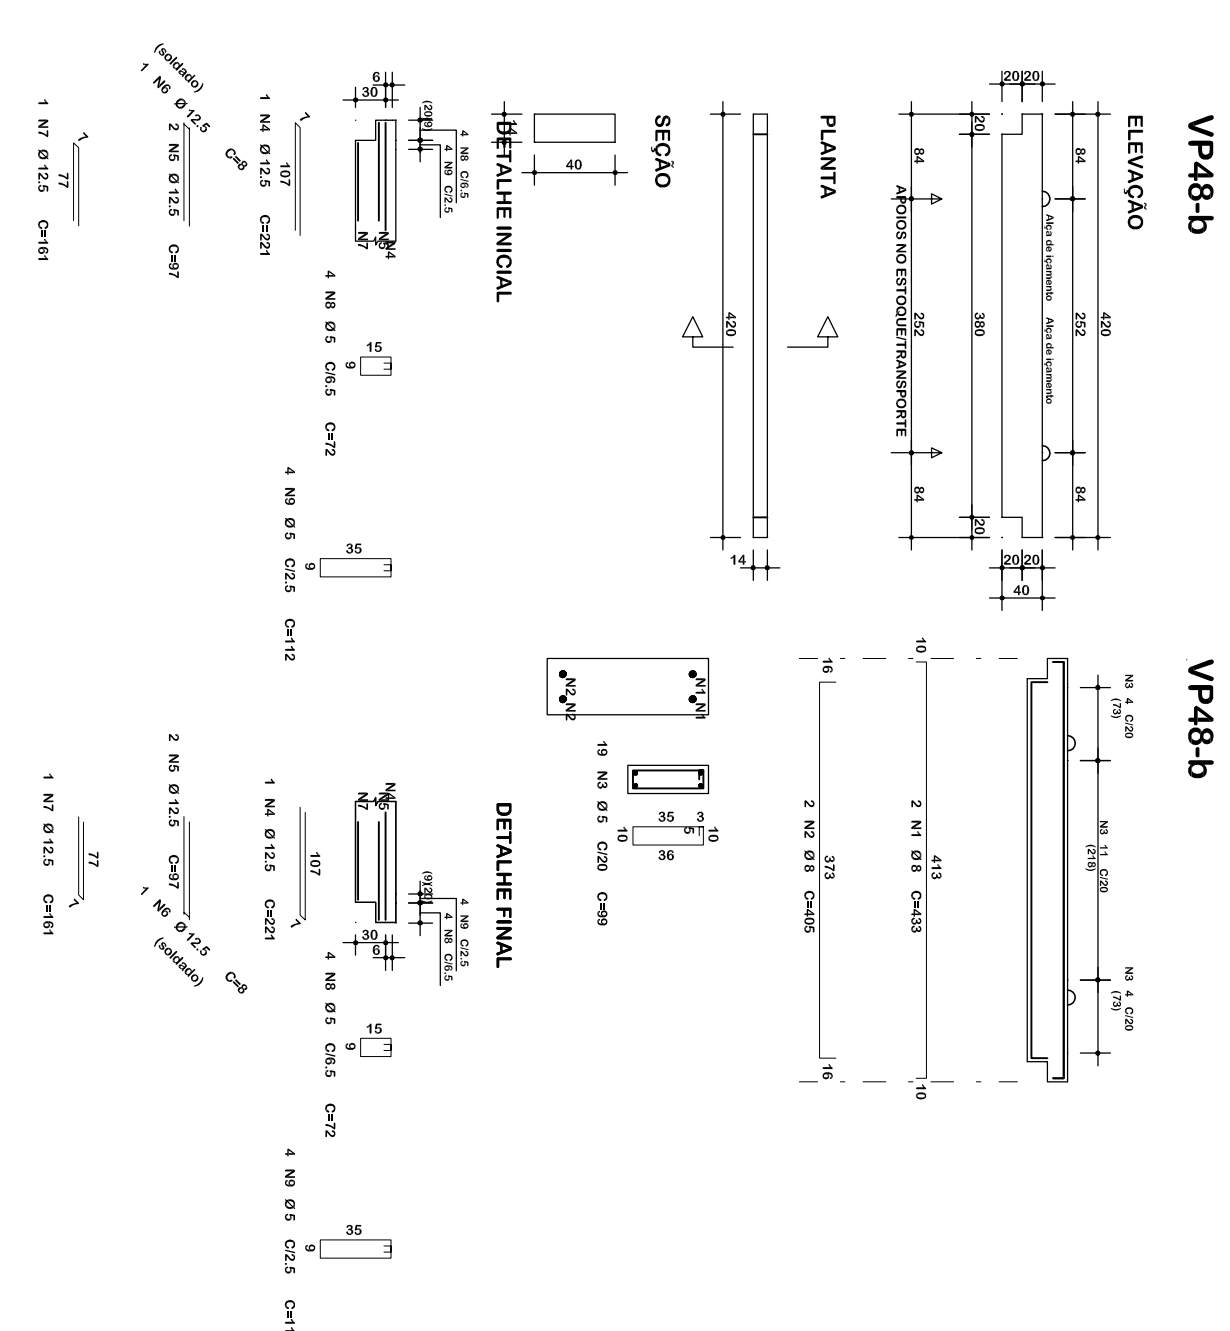 VP48-b
ELEVAÇÃO
420
84
252
84
Alça de içamento
Alça de içamento
20
20
20
20
40
20
380
20
84
252
84
APOIOS NO ESTOQUE/TRANSPORTE
PLANTA
420
14
SEÇÃO
40
14
DETALHE INICIAL
4 N8 C/6.5
4 N9 C/2.5
(20)
(9)
6
30
N4
N5
N7
1 N4 Ø 12.5 C=221
107
7
2 N5 Ø 12.5 C=97
1 N6 Ø 12.5 C=8
(soldado)
1 N7 Ø 12.5 C=161
77
7
4 N8 Ø 5 C/6.5 C=72
15
9
4 N9 Ø 5 C/2.5 C=112
35
9
VP48-b
N3 4 C/20
(73)
N3 11 C/20
(218)
N3 4 C/20
(73)
10
413
10
2 N1 Ø 8 C=433
16
373
16
2 N2 Ø 8 C=405
N1
N1
N2
N2
19 N3 Ø 5 C/20 C=99
35
3
5
10
10
36
DETALHE FINAL
4 N9 C/2.5
4 N8 C/6.5
(9)
(20)
30
6
N4
N5
N7
1 N4 Ø 12.5 C=221
107
7
2 N5 Ø 12.5 C=97
1 N6 Ø 12.5 C=8
(soldado)
1 N7 Ø 12.5 C=161
77
7
4 N8 Ø 5 C/6.5 C=72
15
9
4 N9 Ø 5 C/2.5 C=11
35
9